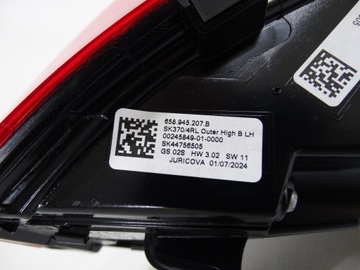 658.945.207.B
SK370/4RL Outer High B LH
00245849-01-0000
SK44756505
GS 02S HW 3.02 SW 11
JURICOVA 01/07/2024